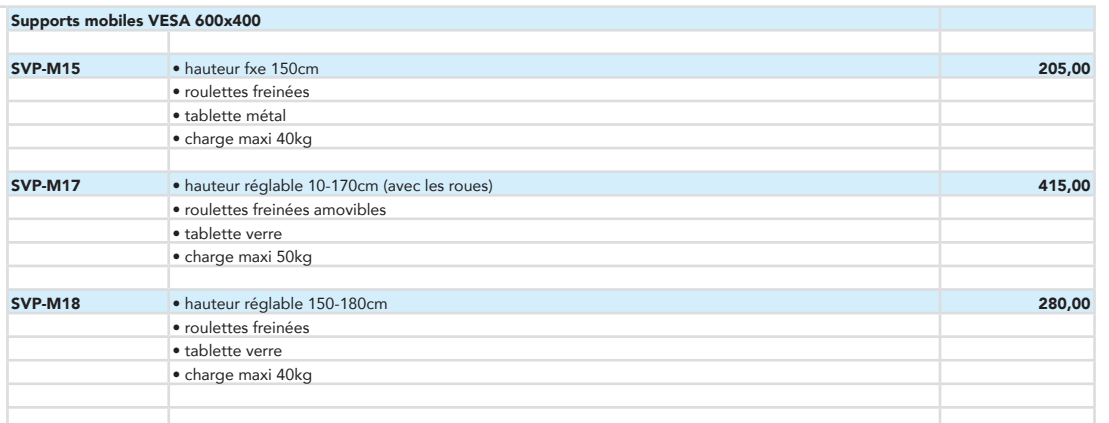 Supports mobiles VESA 600x400
SVP-M15 • hauteur fxe 150cm 205,00
• roulettes freinées
• tablette métal
• charge maxi 40kg
SVP-M17 • hauteur réglable 10-170cm (avec les roues) 415,00
• roulettes freinées amovibles
• tablette verre
• charge maxi 50kg
SVP-M18 • hauteur réglable 150-180cm 280,00
• roulettes freinées
• tablette verre
• charge maxi 40kg